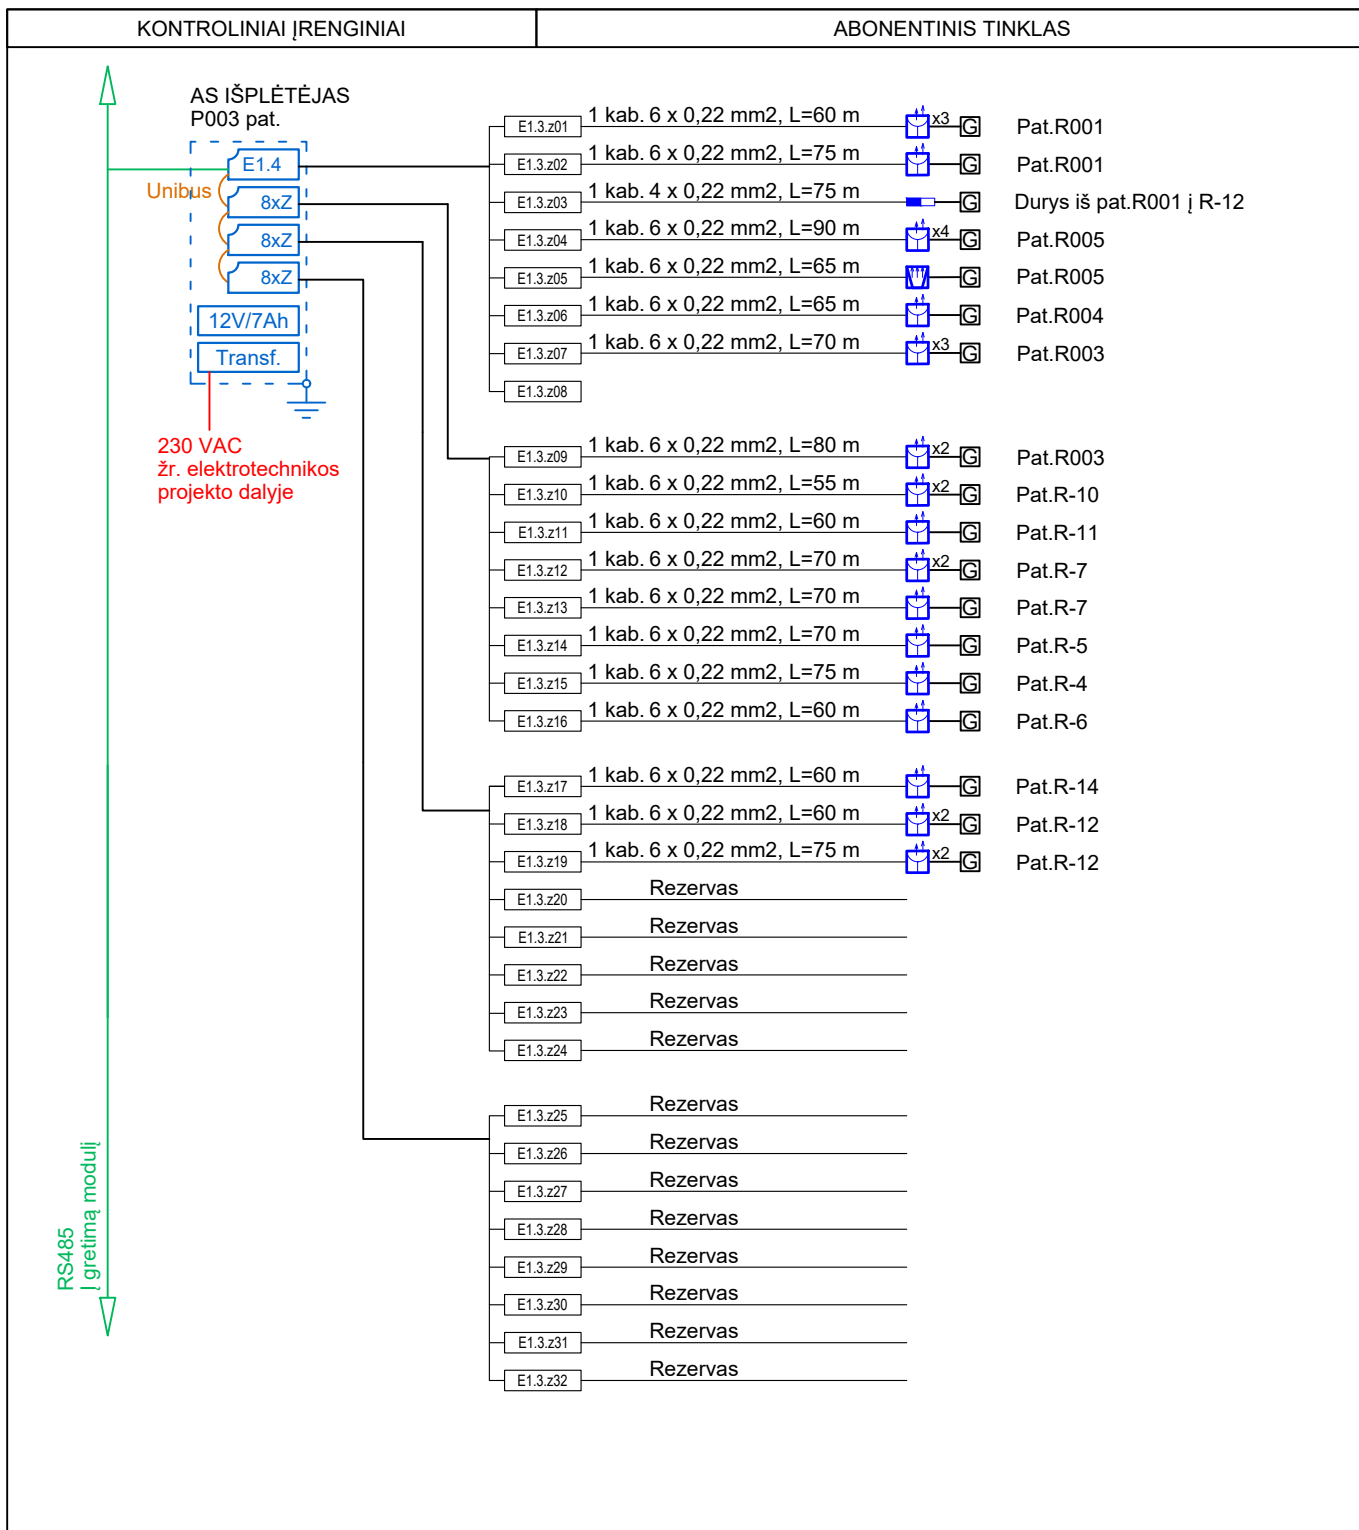 KONTROLINIAI ĮRENGINIAI
ABONENTINIS TINKLAS
AS IŠPLĖTĖJAS
P003 pat.
E1.4
Unibus
8xZ
8xZ
8xZ
12V/7Ah
Transf.
230 VAC
žr. elektrotechnikos
projekto dalyje
RS485
Į gretimą modulį
E1.3.z01 1 kab. 6 x 0,22 mm2, L=60 m x3 G Pat.R001
E1.3.z02 1 kab. 6 x 0,22 mm2, L=75 m G Pat.R001
E1.3.z03 1 kab. 4 x 0,22 mm2, L=75 m G Durys iš pat.R001 į R-12
E1.3.z04 1 kab. 6 x 0,22 mm2, L=90 m x4 G Pat.R005
E1.3.z05 1 kab. 6 x 0,22 mm2, L=65 m G Pat.R005
E1.3.z06 1 kab. 6 x 0,22 mm2, L=65 m G Pat.R004
E1.3.z07 1 kab. 6 x 0,22 mm2, L=70 m x3 G Pat.R003
E1.3.z08
E1.3.z09 1 kab. 6 x 0,22 mm2, L=80 m x2 G Pat.R003
E1.3.z10 1 kab. 6 x 0,22 mm2, L=55 m x2 G Pat.R-10
E1.3.z11 1 kab. 6 x 0,22 mm2, L=60 m G Pat.R-11
E1.3.z12 1 kab. 6 x 0,22 mm2, L=70 m x2 G Pat.R-7
E1.3.z13 1 kab. 6 x 0,22 mm2, L=70 m G Pat.R-7
E1.3.z14 1 kab. 6 x 0,22 mm2, L=70 m G Pat.R-5
E1.3.z15 1 kab. 6 x 0,22 mm2, L=75 m G Pat.R-4
E1.3.z16 1 kab. 6 x 0,22 mm2, L=60 m G Pat.R-6
E1.3.z17 1 kab. 6 x 0,22 mm2, L=60 m G Pat.R-14
E1.3.z18 1 kab. 6 x 0,22 mm2, L=60 m x2 G Pat.R-12
E1.3.z19 1 kab. 6 x 0,22 mm2, L=75 m x2 G Pat.R-12
E1.3.z20 Rezervas
E1.3.z21 Rezervas
E1.3.z22 Rezervas
E1.3.z23 Rezervas
E1.3.z24 Rezervas
E1.3.z25 Rezervas
E1.3.z26 Rezervas
E1.3.z27 Rezervas
E1.3.z28 Rezervas
E1.3.z29 Rezervas
E1.3.z30 Rezervas
E1.3.z31 Rezervas
E1.3.z32 Rezervas